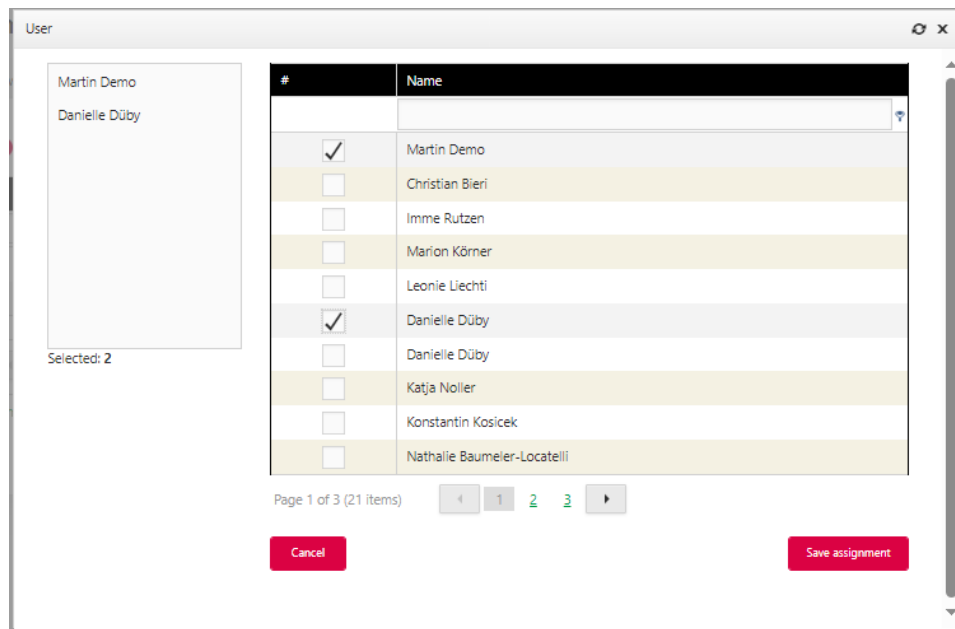 User
Martin Demo
Danielle Düby
Selected: 2
# Name
Martin Demo
Christian Bieri
Imme Rutzen
Marion Körner
Leonie Liechti
Danielle Düby
Danielle Düby
Katja Noller
Konstantin Kosicek
Nathalie Baumeler-Locatelli
Page 1 of 3 (21 items) 1 2 3
Cancel Save assignment